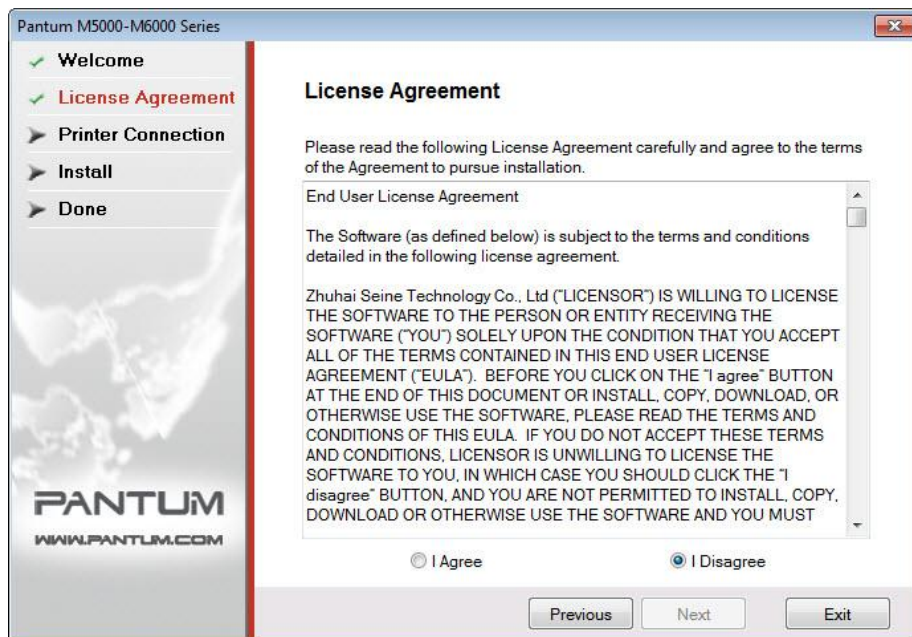 Pantum M5000-M6000 Series
Welcome
License Agreement
Printer Connection
Install
Done
PANTUM
WWW.PANTUM.COM
License Agreement
Please read the following License Agreement carefully and agree to the terms
of the Agreement to pursue installation.
End User License Agreement
The Software (as defined below) is subject to the terms and conditions
detailed in the following license agreement.
Zhuhai Seine Technology Co., Ltd ("LICENSOR") IS WILLING TO LICENSE
THE SOFTWARE TO THE PERSON OR ENTITY RECEIVING THE
SOFTWARE ("YOU") SOLELY UPON THE CONDITION THAT YOU ACCEPT
ALL OF THE TERMS CONTAINED IN THIS END USER LICENSE
AGREEMENT ("EULA").  BEFORE YOU CLICK ON THE "I agree" BUTTON
AT THE END OF THIS DOCUMENT OR INSTALL, COPY, DOWNLOAD, OR
OTHERWISE USE THE SOFTWARE, PLEASE READ THE TERMS AND
CONDITIONS OF THIS EULA.  IF YOU DO NOT ACCEPT THESE TERMS
AND CONDITIONS, LICENSOR IS UNWILLING TO LICENSE THE
SOFTWARE TO YOU, IN WHICH CASE YOU SHOULD CLICK THE "I
disagree" BUTTON, AND YOU ARE NOT PERMITTED TO INSTALL, COPY,
DOWNLOAD OR OTHERWISE USE THE SOFTWARE AND YOU MUST
I Agree
I Disagree
Previous
Next
Exit